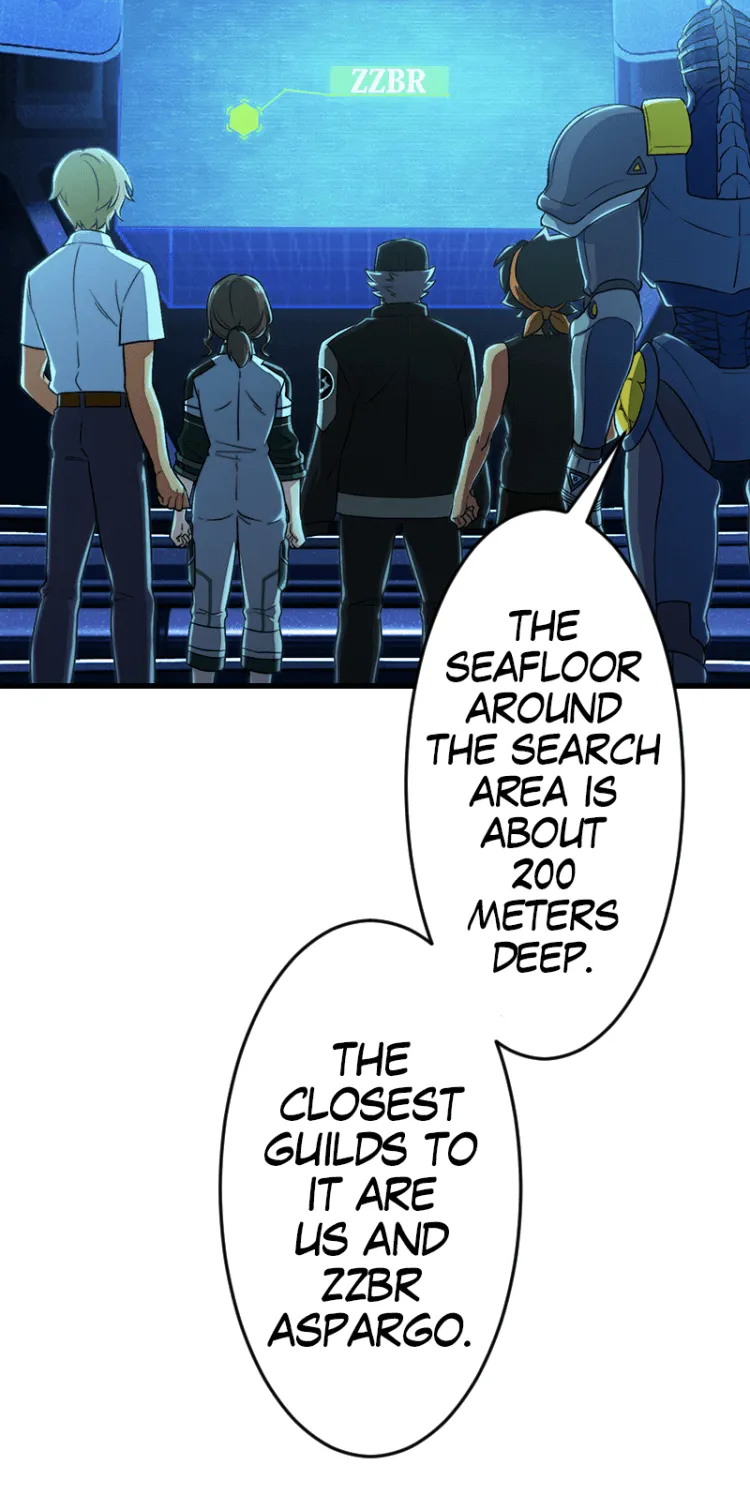 ZZBR
THE
SEAFLOOR
AROUND
THE SEARCH
AREA IS
ABOUT
200
METERS
DEEP.
THE
CLOSEST
GUILDS TO
IT ARE
US AND
ZZBR
ASPARGO.